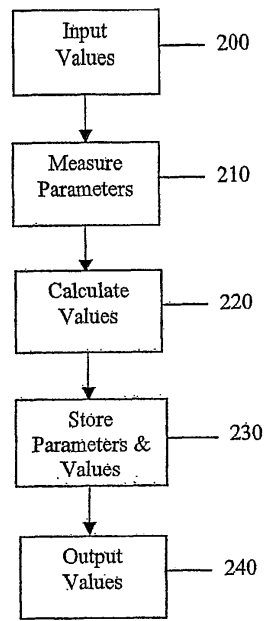 Input
Values
200
Measure
Parameters
210
Calculate
Values
220
Store
Parameters &
Values
230
Output
Values
240